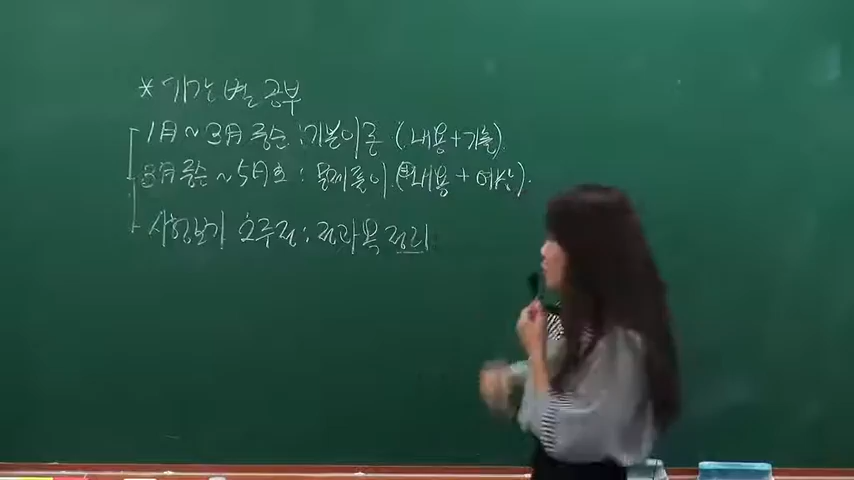 * 기간별 공부
1月~3月 중순 : 기본이론 (내용+기출)
3月 중순~5月초 : 문제풀이 (내용 + 예상)
시험보기 2주전 : 전과목 정리